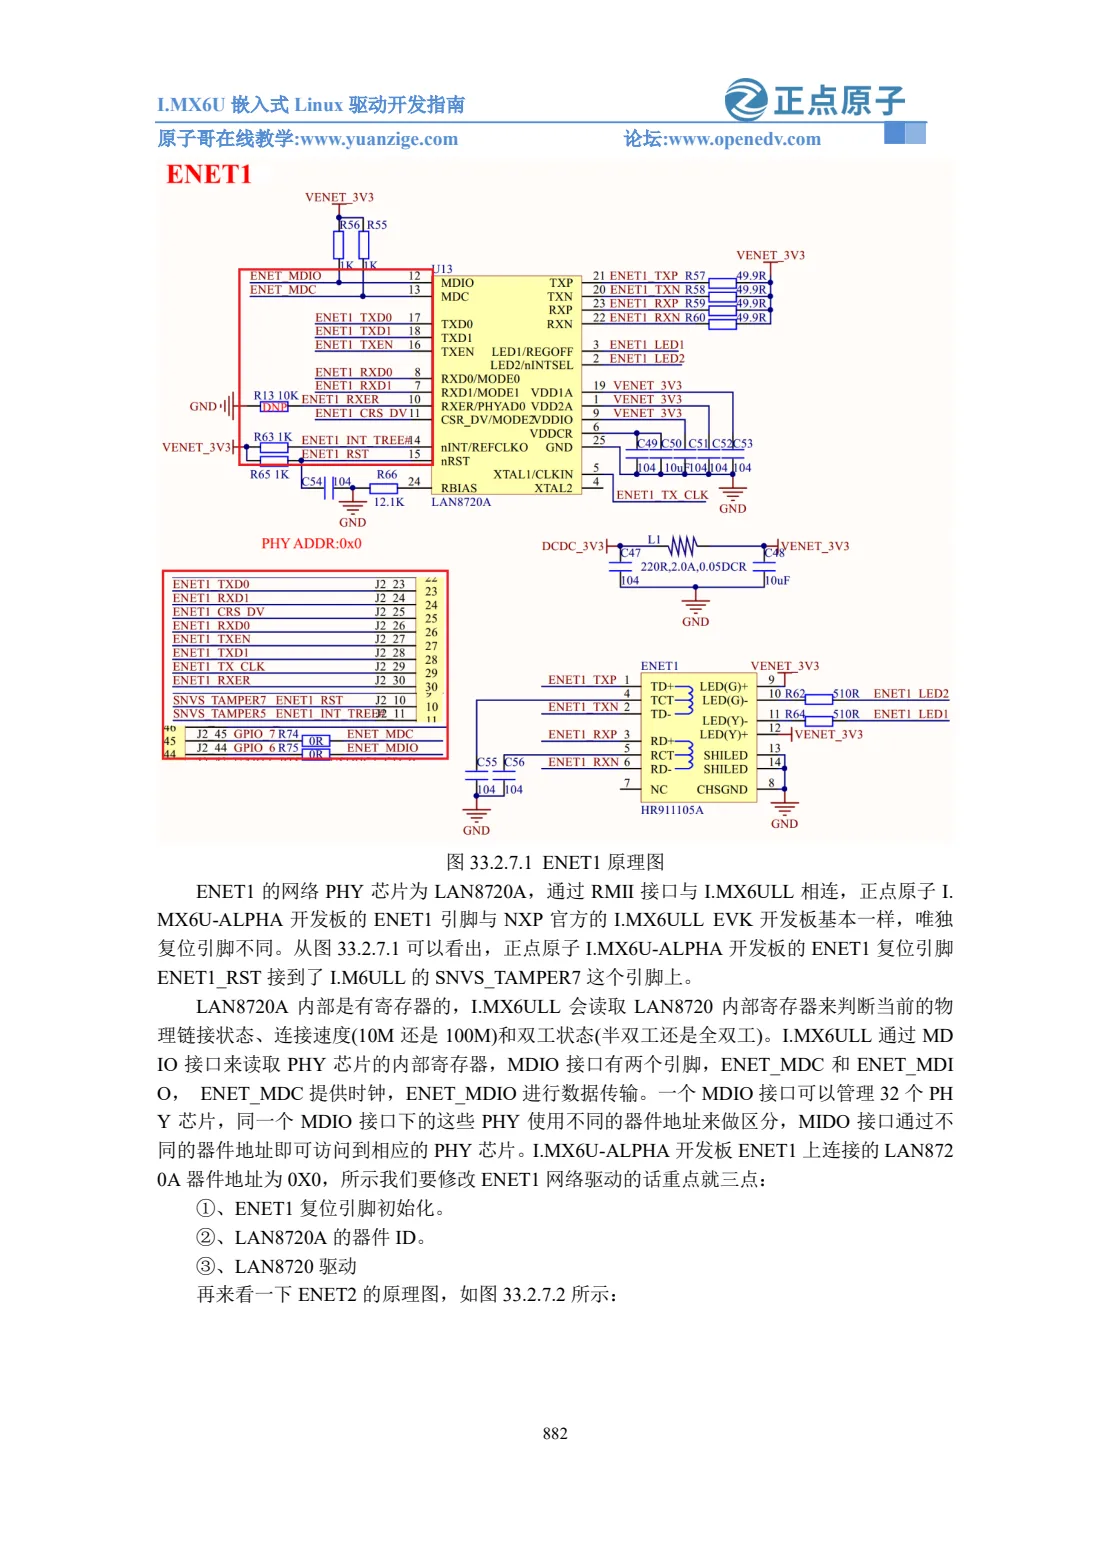 I.MX6U 嵌入式 Linux 驱动开发指南
正点原子
原子哥在线教学:www.yuanzige.com
论坛:www.openedv.com
ENET1
VENET_3V3
R56 R55
1K 1K
ENET_MDIO 12 MDIO
ENET_MDC 13 MDC
ENET1_TXD0 17 TXD0
ENET1_TXD1 18 TXD1
ENET1_TXEN 16 TXEN
ENET1_RXD0 8 RXD0/MODE0
ENET1_RXD1 7 RXD1/MODE1
GND R13 10K DNP ENET1_RXER 10 RXER/PHYAD0
ENET1_CRS_DV 11 CSR_DV/MODE2
VENET_3V3 R63 1K ENET1_INT_TREE# 14 nINT/REFCLKO
R65 1K ENET1_RST 15 nRST
C54 104 R66 12.1K 24 RBIAS
GND
U13
LAN8720A
TXP 21 ENET1_TXP R57 49.9R
TXN 20 ENET1_TXN R58 49.9R
RXP 23 ENET1_RXP R59 49.9R
RXN 22 ENET1_RXN R60 49.9R
VENET_3V3
LED1/REGOFF 3 ENET1_LED1
LED2/nINTSEL 2 ENET1_LED2
VDD1A 19 VENET_3V3
VDD2A 1 VENET_3V3
VDDIO 9 VENET_3V3
VDDCR 6
GND 25
XTAL1/CLKIN 5 ENET1_TX_CLK
XTAL2 4
C49 C50 C51 C52 C53
104 10uF 104 104 104
GND
PHY ADDR:0x0
DCDC_3V3 L1 VENET_3V3
C47 220R,2.0A,0.05DCR C48
104 10uF
GND
22
ENET1_TXD0 J2_23 23
ENET1_RXD1 J2_24 24
ENET1_CRS_DV J2_25 25
ENET1_RXD0 J2_26 26
ENET1_TXEN J2_27 27
ENET1_TXD1 J2_28 28
ENET1_TX_CLK J2_29 29
ENET1_RXER J2_30 30
9
SNVS_TAMPER7 ENET1_RST J2_10 10
SNVS_TAMPER5 ENET1_INT_TREE# J2_11 11
46
45 J2_45 GPIO_7 R74 0R ENET_MDC
44 J2_44 GPIO_6 R75 0R ENET_MDIO
ENET1
ENET1_TXP 1 TD+
4 TCT
ENET1_TXN 2 TD-
ENET1_RXP 3 RD+
5 RCT
ENET1_RXN 6 RD-
7 NC
C55 C56
104 104
GND
HR911105A
VENET_3V3
LED(G)+ 9
LED(G)- 10 R62 510R ENET1_LED2
LED(Y)- 11 R64 510R ENET1_LED1
LED(Y)+ 12 VENET_3V3
SHILED 13
SHILED 14
CHSGND 8
GND
图 33.2.7.1 ENET1 原理图
ENET1 的网络 PHY 芯片为 LAN8720A，通过 RMII 接口与 I.MX6ULL 相连，正点原子 I.
MX6U-ALPHA 开发板的 ENET1 引脚与 NXP 官方的 I.MX6ULL EVK 开发板基本一样，唯独
复位引脚不同。从图 33.2.7.1 可以看出，正点原子 I.MX6U-ALPHA 开发板的 ENET1 复位引脚
ENET1_RST 接到了 I.M6ULL 的 SNVS_TAMPER7 这个引脚上。
LAN8720A 内部是有寄存器的，I.MX6ULL 会读取 LAN8720 内部寄存器来判断当前的物
理链接状态、连接速度(10M 还是 100M)和双工状态(半双工还是全双工)。I.MX6ULL 通过 MD
IO 接口来读取 PHY 芯片的内部寄存器，MDIO 接口有两个引脚，ENET_MDC 和 ENET_MDI
O， ENET_MDC 提供时钟，ENET_MDIO 进行数据传输。一个 MDIO 接口可以管理 32 个 PH
Y 芯片，同一个 MDIO 接口下的这些 PHY 使用不同的器件地址来做区分，MIDO 接口通过不
同的器件地址即可访问到相应的 PHY 芯片。I.MX6U-ALPHA 开发板 ENET1 上连接的 LAN872
0A 器件地址为 0X0，所示我们要修改 ENET1 网络驱动的话重点就三点：
①、ENET1 复位引脚初始化。
②、LAN8720A 的器件 ID。
③、LAN8720 驱动
再来看一下 ENET2 的原理图，如图 33.2.7.2 所示：
882